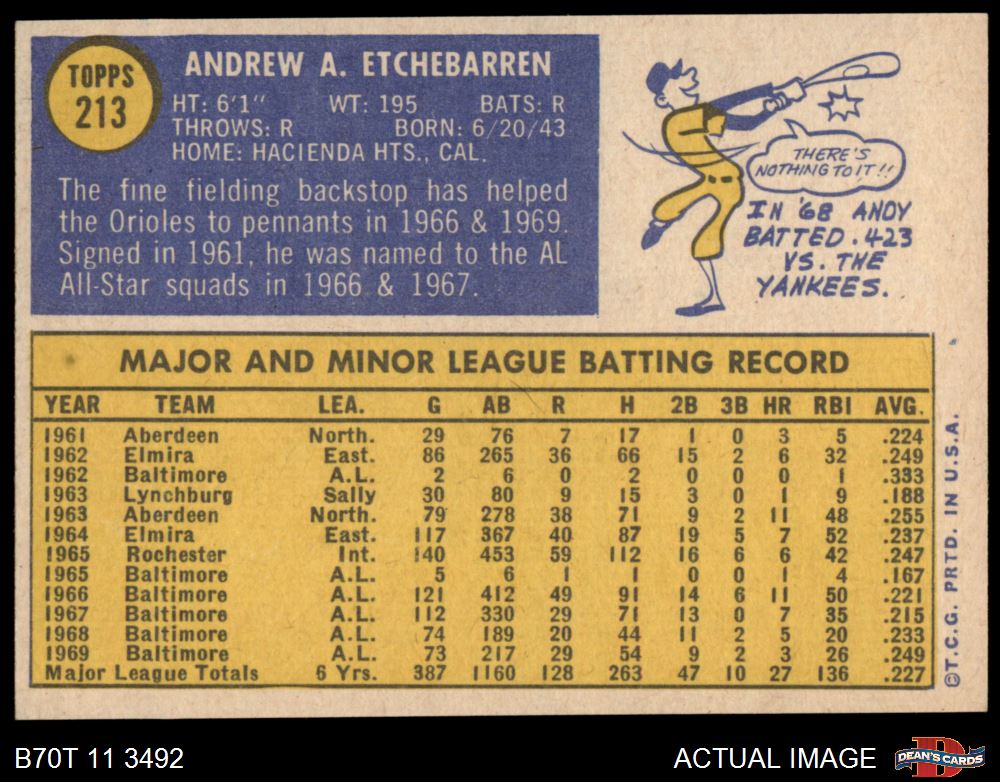 TOPPS
213
ANDREW A. ETCHEBARREN
HT: 6'1" WT: 195 BATS: R
THROWS: R BORN: 6/20/43
HOME: HACIENDA HTS., CAL.
The fine fielding backstop has helped
the Orioles to pennants in 1966 & 1969.
Signed in 1961, he was named to the AL
All-Star squads in 1966 & 1967.
THERE'S
NOTHING TO IT!!
IN '68 ANDY
BATTED .423
VS. THE
YANKEES.
MAJOR AND MINOR LEAGUE BATTING RECORD
YEAR TEAM LEA. G AB R H 2B 3B HR RBI AVG.
1961 Aberdeen North. 29 76 7 17 1 0 3 5 .224
1962 Elmira East. 86 265 36 66 15 2 6 32 .249
1962 Baltimore A.L. 2 6 0 2 0 0 0 1 .333
1963 Lynchburg Sally 30 80 9 15 3 0 1 9 .188
1963 Aberdeen North. 79 278 38 71 9 2 11 48 .255
1964 Elmira East. 117 367 40 87 19 5 7 52 .237
1965 Rochester Int. 140 453 59 112 16 6 6 42 .247
1965 Baltimore A.L. 5 6 1 1 0 0 1 4 .167
1966 Baltimore A.L. 121 412 49 91 14 6 11 50 .221
1967 Baltimore A.L. 112 330 29 71 13 0 7 35 .215
1968 Baltimore A.L. 74 189 20 44 11 2 5 20 .233
1969 Baltimore A.L. 73 217 29 54 9 2 3 26 .249
Major League Totals 6 Yrs. 387 1160 128 263 47 10 27 136 .227
©T.C.G. PRTD. IN U.S.A.
B70T 11 3492 ACTUAL IMAGE
D
DEAN'S CARDS